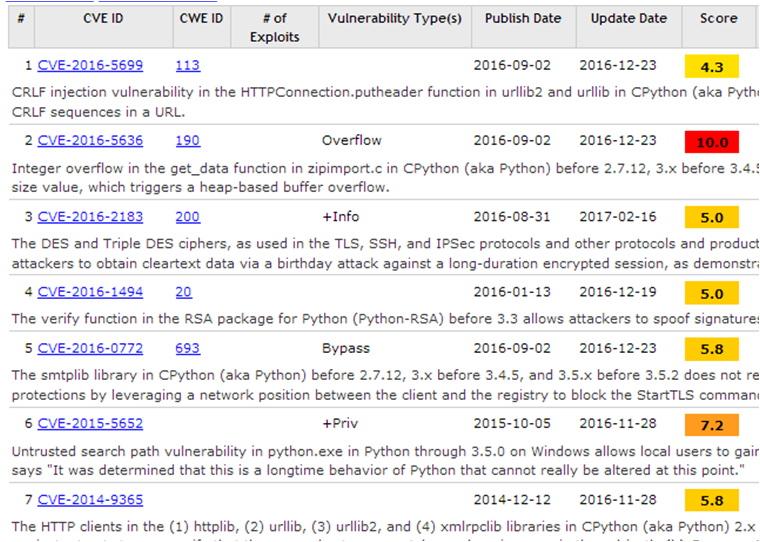 # CVE ID CWE ID # of Exploits Vulnerability Type(s) Publish Date Update Date Score
1 CVE-2016-5699 113 2016-09-02 2016-12-23 4.3
CRLF injection vulnerability in the HTTPConnection.putheader function in urllib2 and urllib in CPython (aka Pyth
CRLF sequences in a URL.
2 CVE-2016-5636 190 Overflow 2016-09-02 2016-12-23 10.0
Integer overflow in the get_data function in zipimport.c in CPython (aka Python) before 2.7.12, 3.x before 3.4.5
size value, which triggers a heap-based buffer overflow.
3 CVE-2016-2183 200 +Info 2016-08-31 2017-02-16 5.0
The DES and Triple DES ciphers, as used in the TLS, SSH, and IPSec protocols and other protocols and product
attackers to obtain cleartext data via a birthday attack against a long-duration encrypted session, as demonstra
4 CVE-2016-1494 20 2016-01-13 2016-12-19 5.0
The verify function in the RSA package for Python (Python-RSA) before 3.3 allows attackers to spoof signatures
5 CVE-2016-0772 693 Bypass 2016-09-02 2016-12-23 5.8
The smtplib library in CPython (aka Python) before 2.7.12, 3.x before 3.4.5, and 3.5.x before 3.5.2 does not re
protections by leveraging a network position between the client and the registry to block the StartTLS comman
6 CVE-2015-5652 +Priv 2015-10-05 2016-11-28 7.2
Untrusted search path vulnerability in python.exe in Python through 3.5.0 on Windows allows local users to gain
says "It was determined that this is a longtime behavior of Python that cannot really be altered at this point."
7 CVE-2014-9365 2014-12-12 2016-11-28 5.8
The HTTP clients in the (1) httplib, (2) urllib, (3) urllib2, and (4) xmlrpclib libraries in CPython (aka Python) 2.x